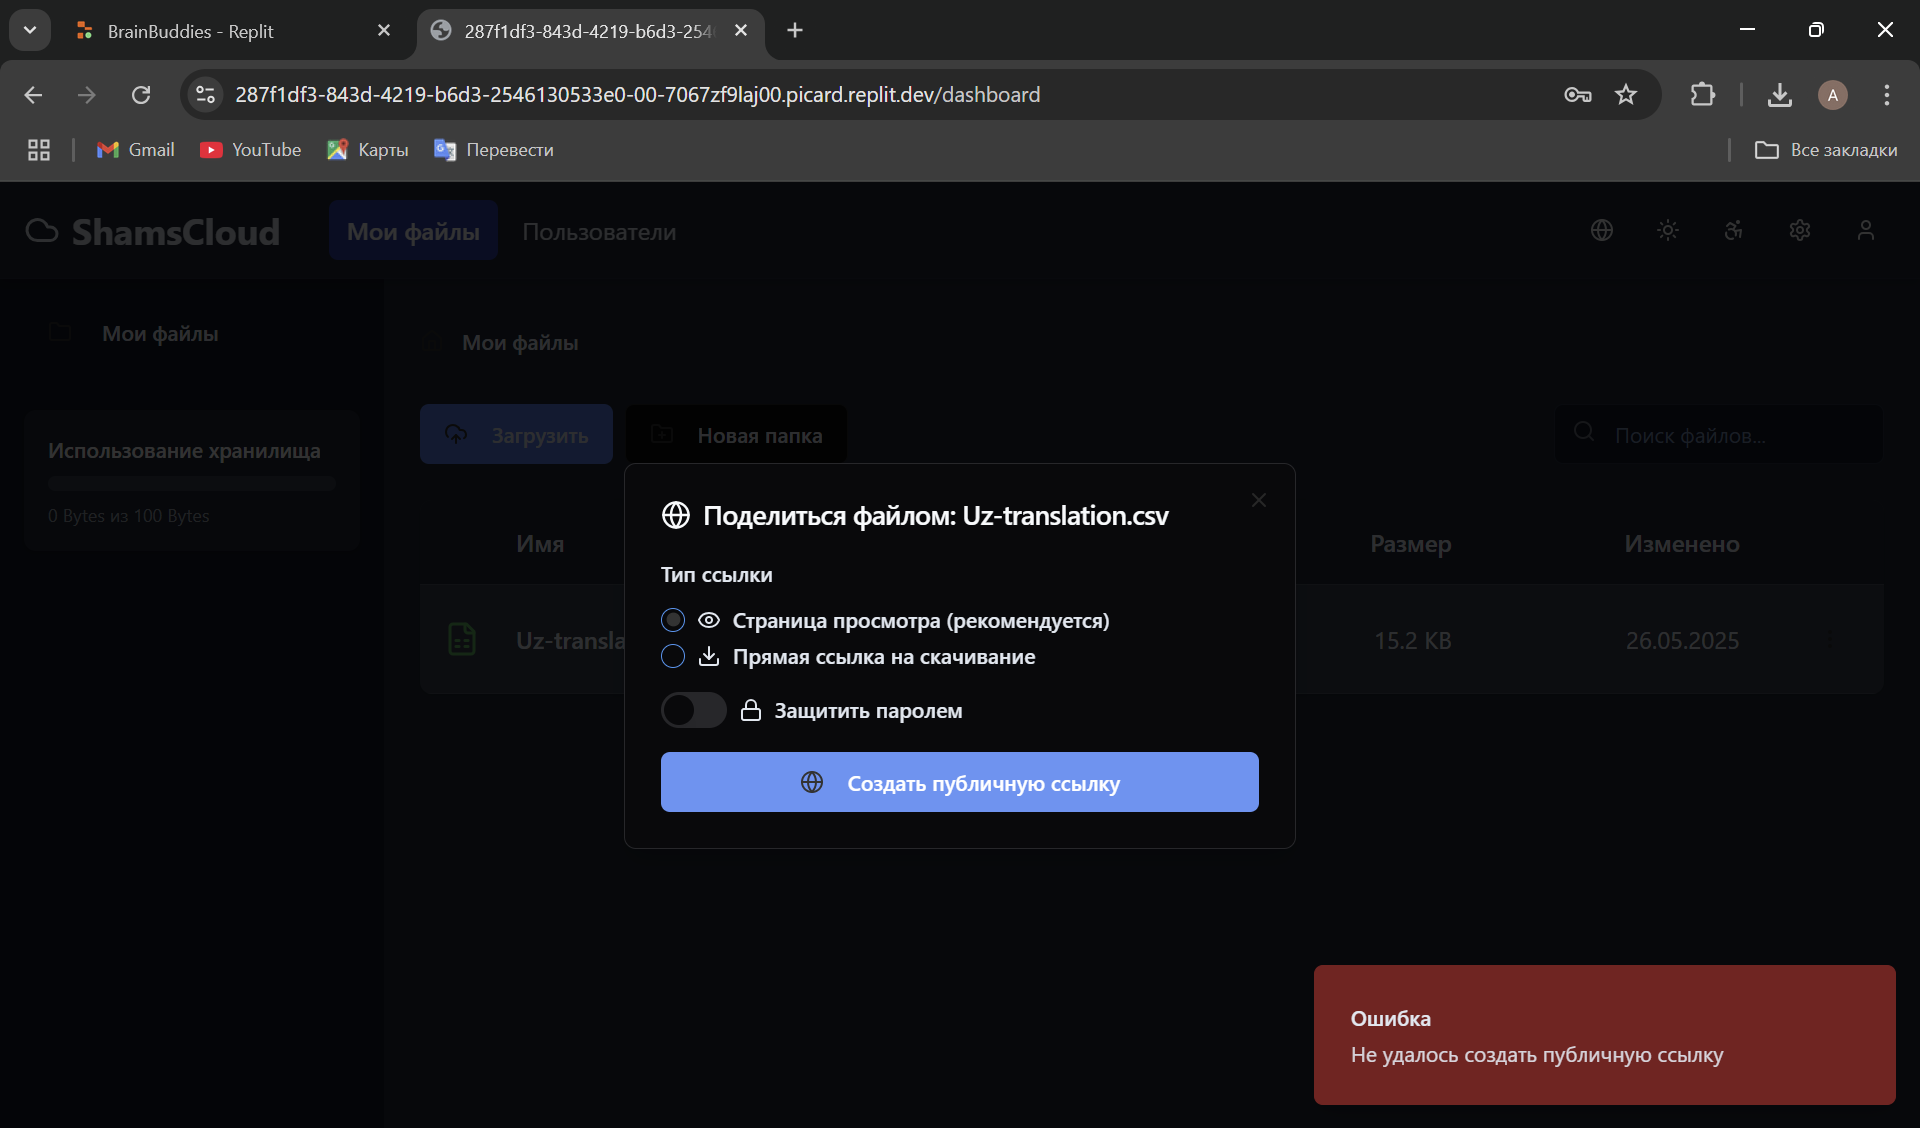 BrainBuddies - Replit
287f1df3-843d-4219-b6d3-254
287f1df3-843d-4219-b6d3-2546130533e0-00-7067zf9laj00.picard.replit.dev/dashboard
A
Gmail
YouTube
Карты
Перевести
Все закладки
ShamsCloud
Мои файлы
Пользователи
Мои файлы
Мои файлы
Использование хранилища
0 Bytes из 100 Bytes
Загрузить
Новая папка
Поиск файлов...
Имя
Размер
Изменено
Uz-transla
15.2 KB
26.05.2025
Поделиться файлом: Uz-translation.csv
Тип ссылки
Страница просмотра (рекомендуется)
Прямая ссылка на скачивание
Защитить паролем
Создать публичную ссылку
Ошибка
Не удалось создать публичную ссылку